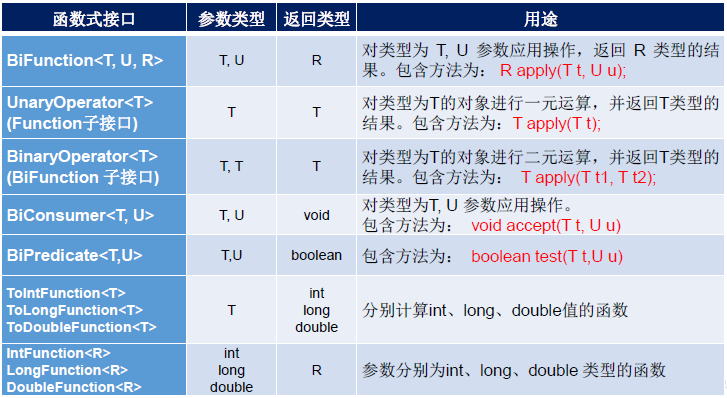 函数式接口 参数类型 返回类型 用途
BiFunction<T, U, R> T, U R 对类型为 T, U 参数应用操作，返回 R 类型的结
果。包含方法为： R apply(T t, U u);
UnaryOperator<T>
(Function子接口) T T 对类型为T的对象进行一元运算，并返回T类型的
结果。包含方法为：T apply(T t);
BinaryOperator<T>
(BiFunction 子接口) T, T T 对类型为T的对象进行二元运算，并返回T类型的
结果。包含方法为： T apply(T t1, T t2);
BiConsumer<T, U> T, U void 对类型为T, U 参数应用操作。
包含方法为： void accept(T t, U u)
BiPredicate<T,U> T,U boolean 包含方法为： boolean test(T t,U u)
ToIntFunction<T>
ToLongFunction<T>
ToDoubleFunction<T>
T
int
long
double
分别计算int、long、double值的函数
IntFunction<R>
LongFunction<R>
DoubleFunction<R>
int
long
double
R
参数分别为int、long、double 类型的函数